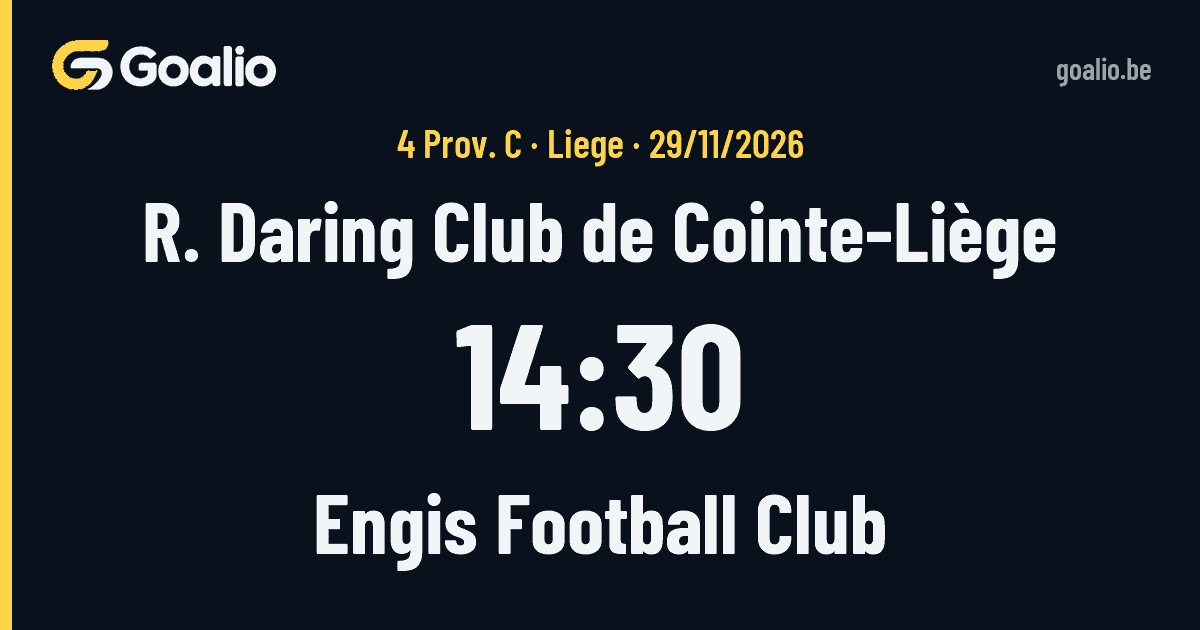 Goalio
goalio.be
4 Prov. C · Liege · 29/11/2026
R. Daring Club de Cointe-Liège
14:30
Engis Football Club